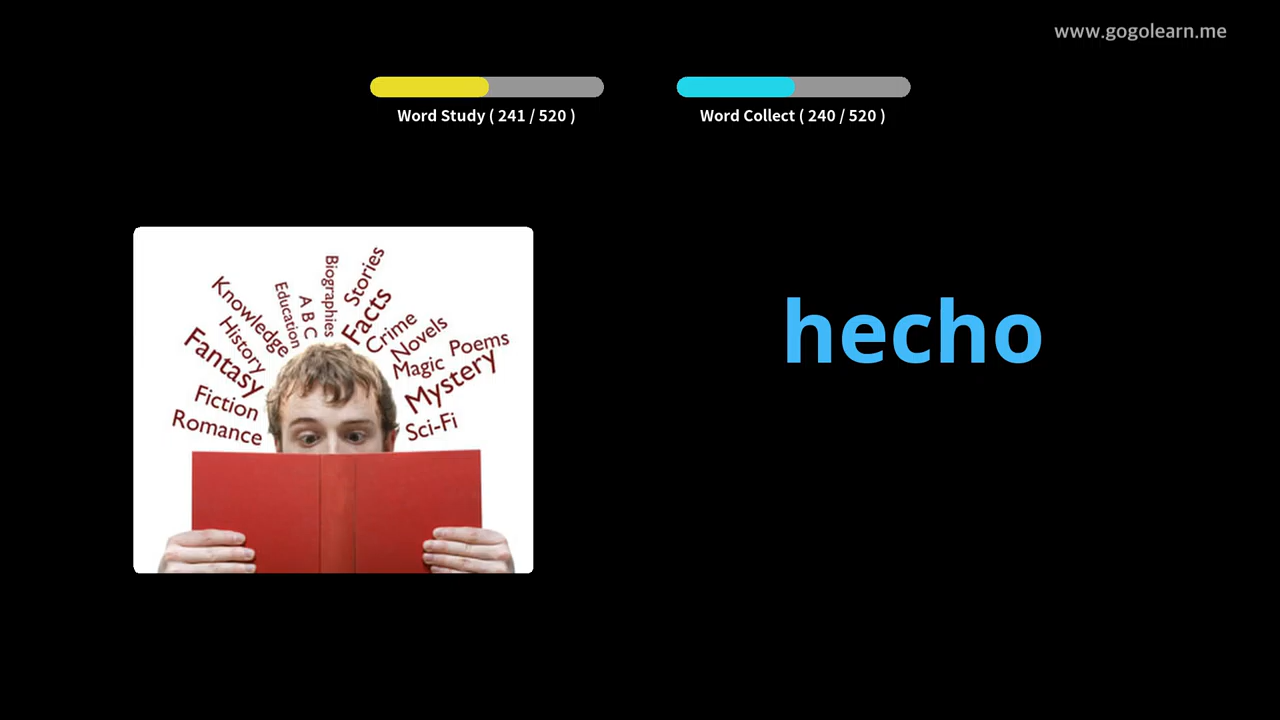 www.gogolearn.me
Word Study ( 241 / 520 )
Word Collect ( 240 / 520 )
hecho
Biographies
Stories
Education
A B C
Facts
Knowledge
Crime
History
Novels
Poems
Fantasy
Magic
Mystery
Fiction
Romance
Sci-Fi